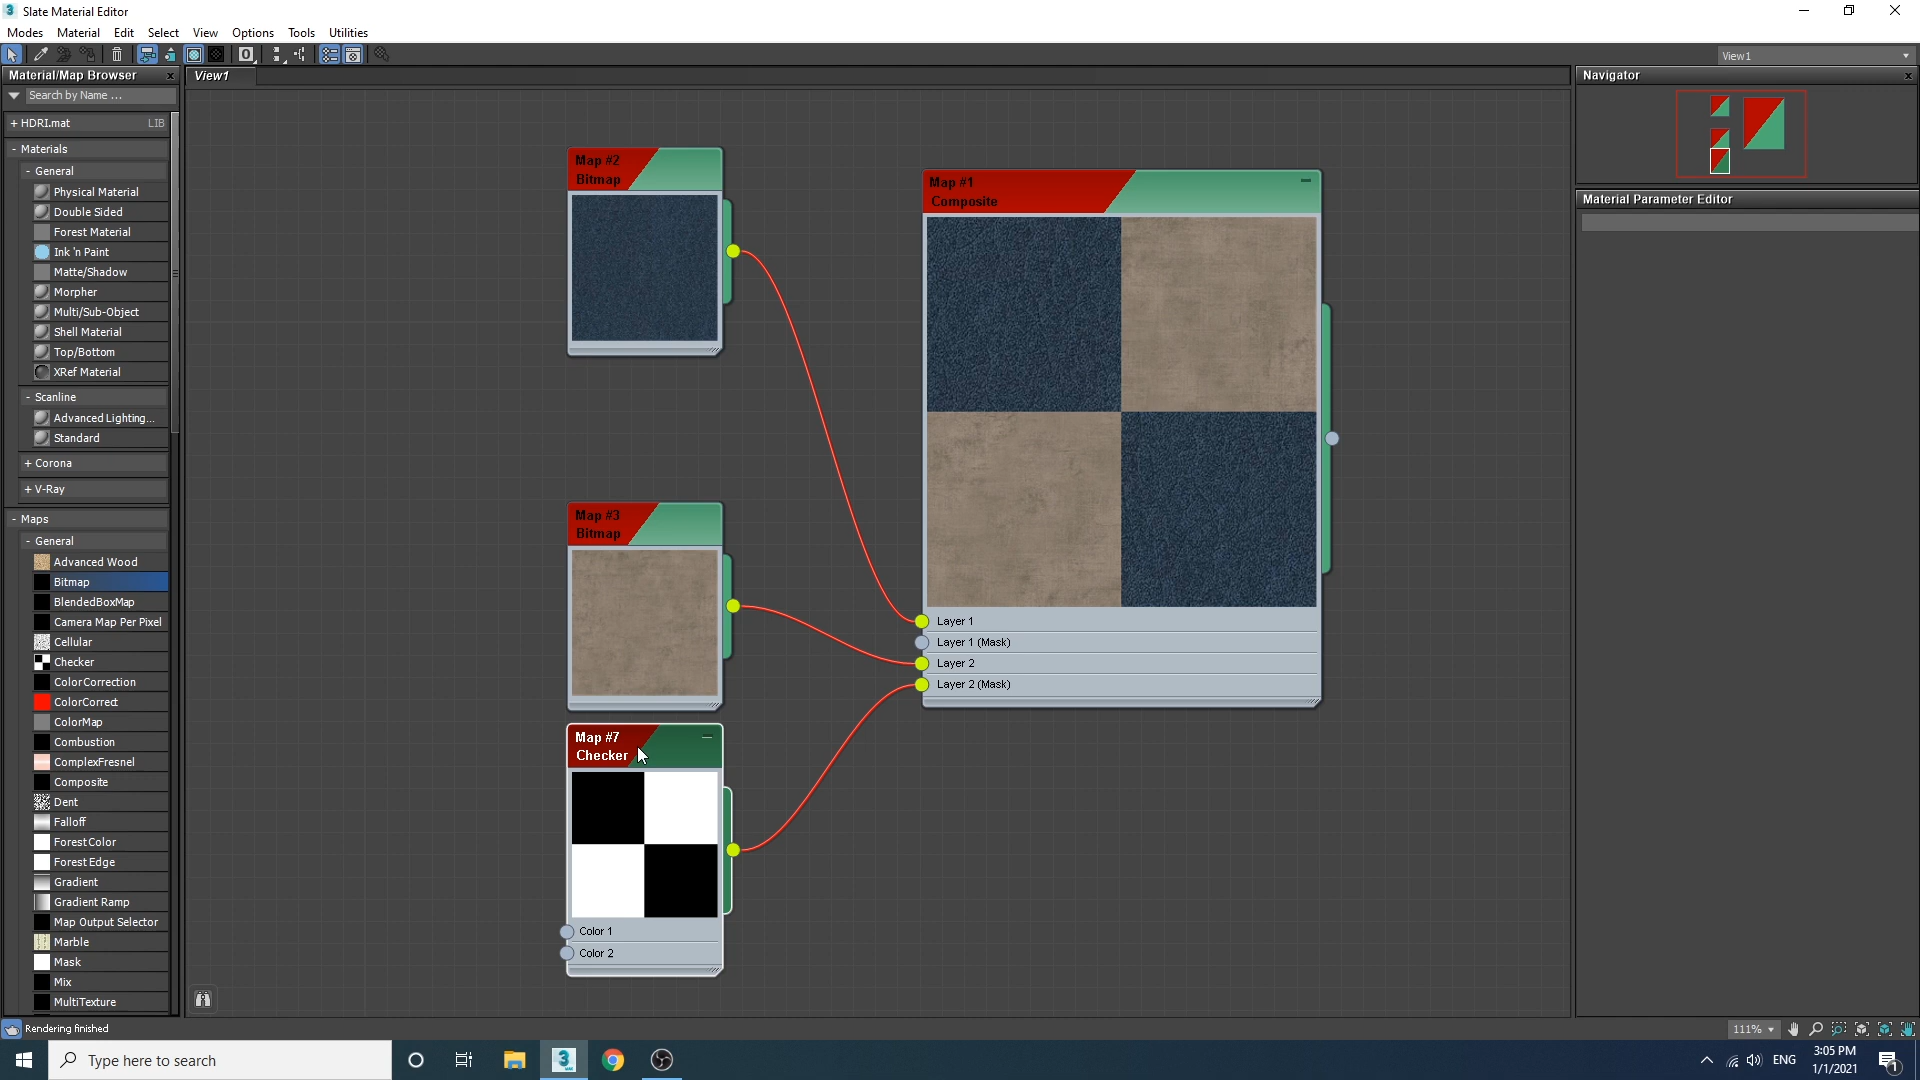 Slate Material Editor
Modes Material Edit Select View Options Tools Utilities
View1
Material/Map Browser
View1
Navigator
Search by Name ...
+ HDRI.mat LIB
- Materials
- General
Physical Material
Double Sided
Forest Material
Ink 'n Paint
Matte/Shadow
Morpher
Multi/Sub-Object
Shell Material
Top/Bottom
XRef Material
- Scanline
Advanced Lighting...
Standard
+ Corona
+ V-Ray
- Maps
- General
Advanced Wood
Bitmap
BlendedBoxMap
Camera Map Per Pixel
Cellular
Checker
Color Correction
ColorCorrect
ColorMap
Combustion
ComplexFresnel
Composite
Dent
Falloff
Forest Color
Forest Edge
Gradient
Gradient Ramp
Map Output Selector
Marble
Mask
Mix
MultiTexture
Map #2
Bitmap
Map #3
Bitmap
Map #7
Checker
Color 1
Color 2
Map #1
Composite
Layer 1
Layer 1 (Mask)
Layer 2
Layer 2 (Mask)
Material Parameter Editor
Rendering finished
111%
Type here to search
ENG
3:05 PM
1/1/2021
1